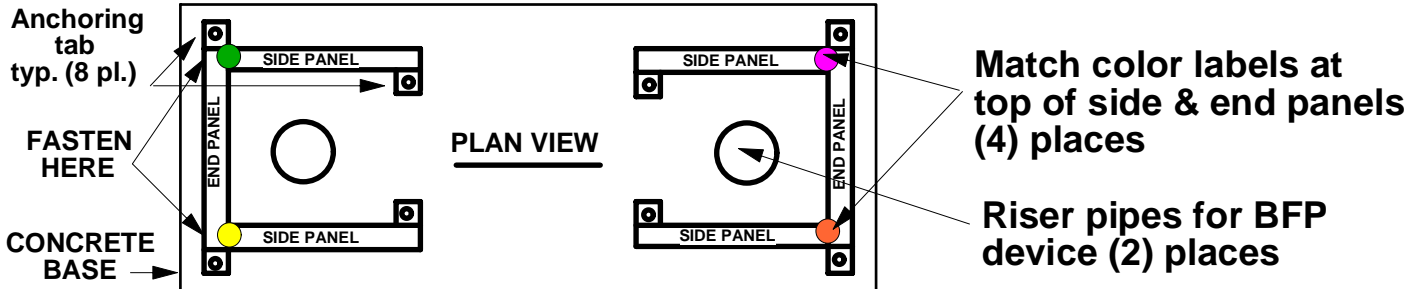 Anchoring
tab
typ. (8 pl.)
FASTEN
HERE
CONCRETE
BASE
END PANEL
SIDE PANEL
SIDE PANEL
PLAN VIEW
SIDE PANEL
SIDE PANEL
END PANEL
Match color labels at
top of side & end panels
(4) places
Riser pipes for BFP
device (2) places